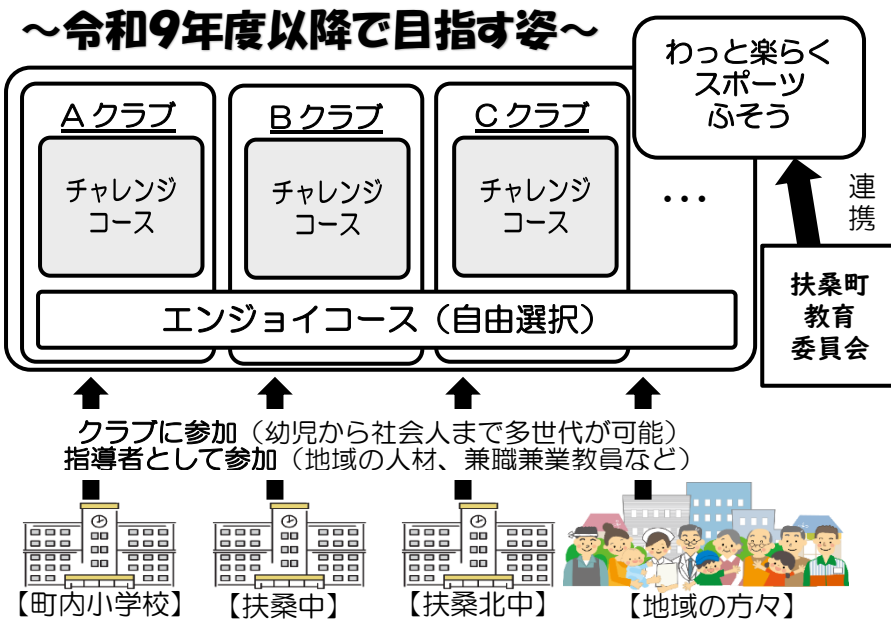 ～令和9年度以降で目指す姿～
わっと楽らく
スポーツ
ふそう
Aクラブ
チャレンジ
コース
Bクラブ
チャレンジ
コース
Cクラブ
チャレンジ
コース
・・・
連携
扶桑町
教育
委員会
エンジョイコース（自由選択）
クラブに参加（幼児から社会人まで多世代が可能）
指導者として参加（地域の人材、兼職兼業教員など）
【町内小学校】
【扶桑中】
【扶桑北中】
【地域の方々】